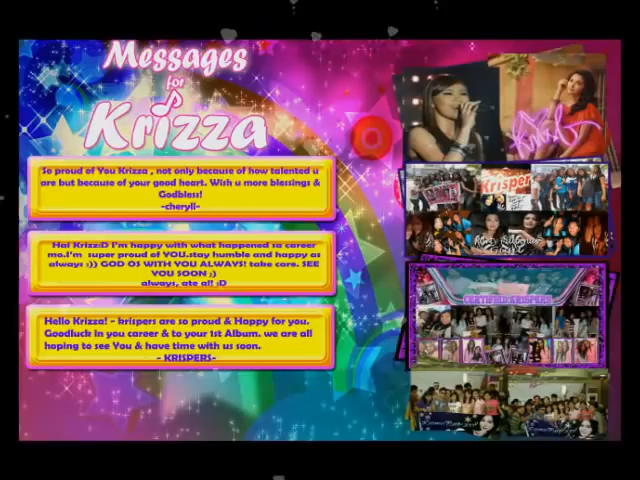 Messages
for
Krizza
So proud of You Krizza , not only because of how talented u
are but because of your good heart. Wish u more blessings &
Godbless!
-cheryll-
Hai Krizz:D I'm happy with what happened sa career
mo.I'm super proud of YOU.stay humble and happy as
always :)) GOD OS WITH YOU ALWAYS! take care. SEE
YOU SOON ;)
always, ate al! :D
Hello Krizza! ~ krispers are so proud & Happy for you.
Goodluck in you career & to your 1st Album. we are all
hoping to see You & have time with us soon.
~ KRISPERS~
Krisper
CERTIFIED KRISPERS